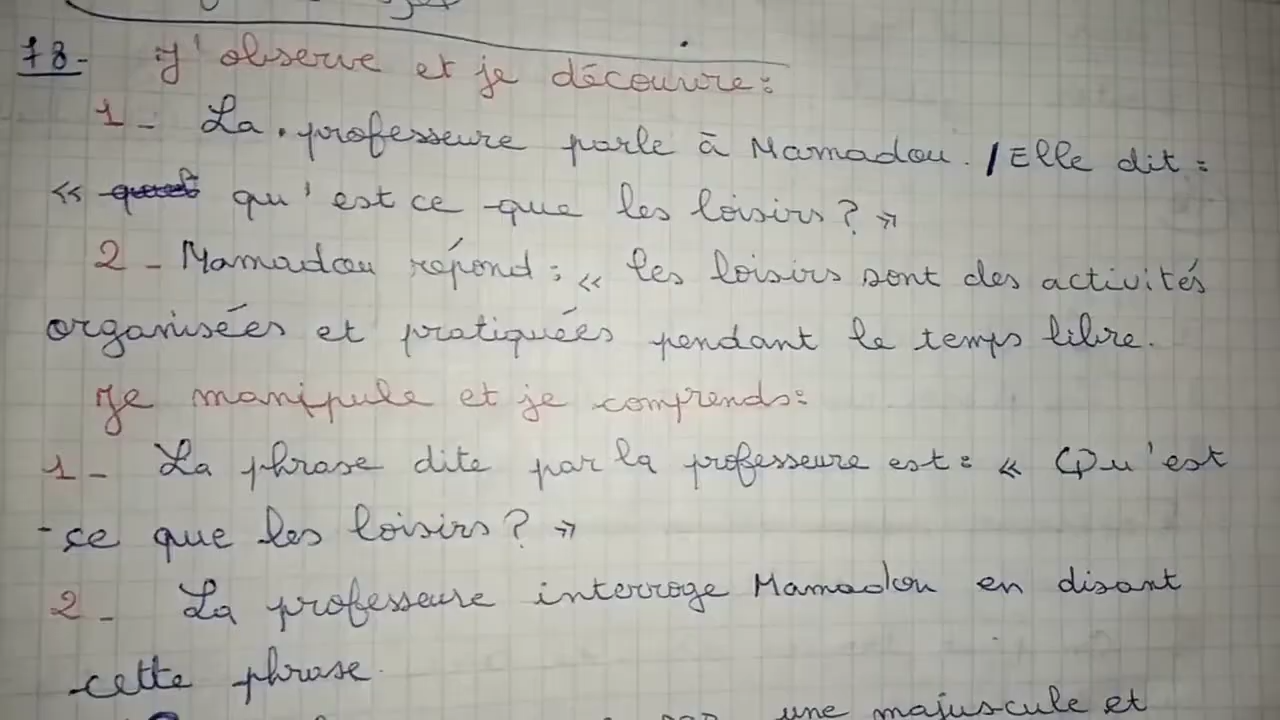 78- J'observe et je découvre:
1- La professeure parle à Mamadou. / Elle dit:
« qu'est ce que les loisirs? »
2- Mamadou répond: « les loisirs sont des activités
organisées et pratiquées pendant le temps libre.
Je manipule et je comprends:
1- La phrase dite par la professeure est: « Qu'est
-ce que les loisirs? »
2- La professeure interroge Mamadou en disant
cette phrase.
une majuscule et